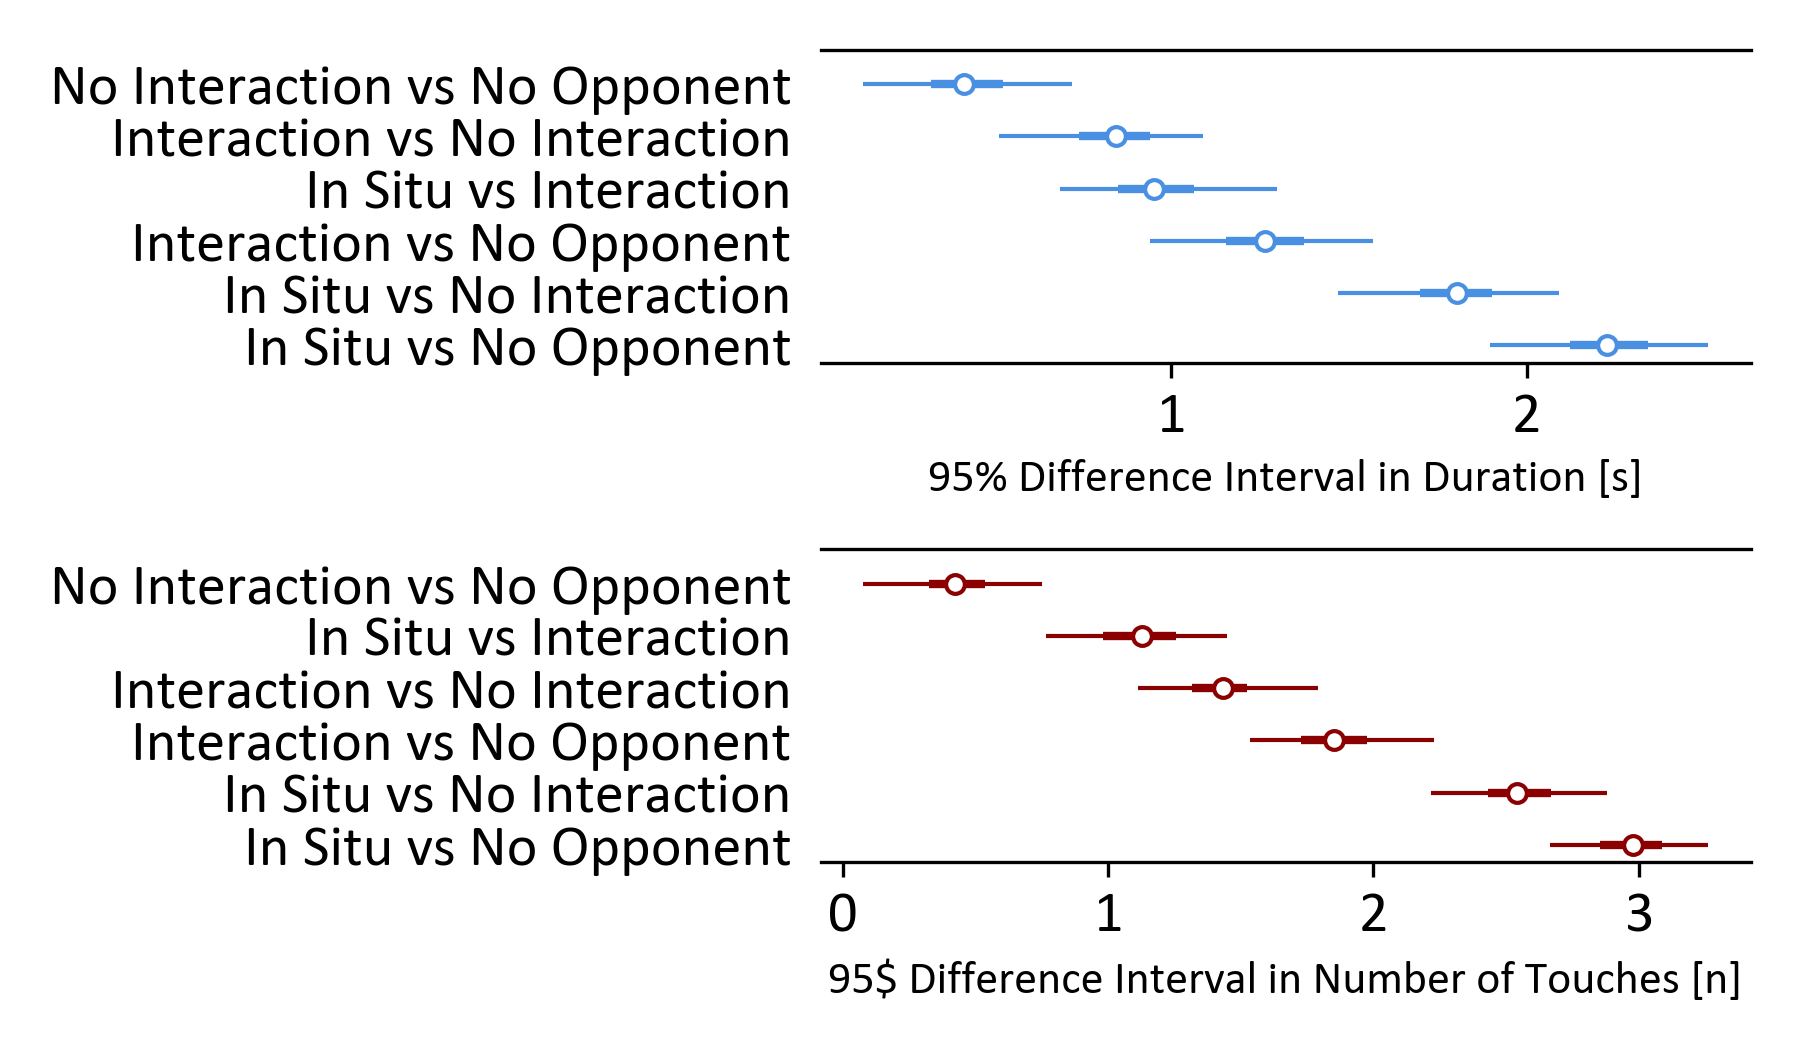 No Interaction vs No Opponent
Interaction vs No Interaction
In Situ vs Interaction
Interaction vs No Opponent
In Situ vs No Interaction
In Situ vs No Opponent
1 2
95% Difference Interval in Duration [s]
No Interaction vs No Opponent
In Situ vs Interaction
Interaction vs No Interaction
Interaction vs No Opponent
In Situ vs No Interaction
In Situ vs No Opponent
0 1 2 3
95$ Difference Interval in Number of Touches [n]